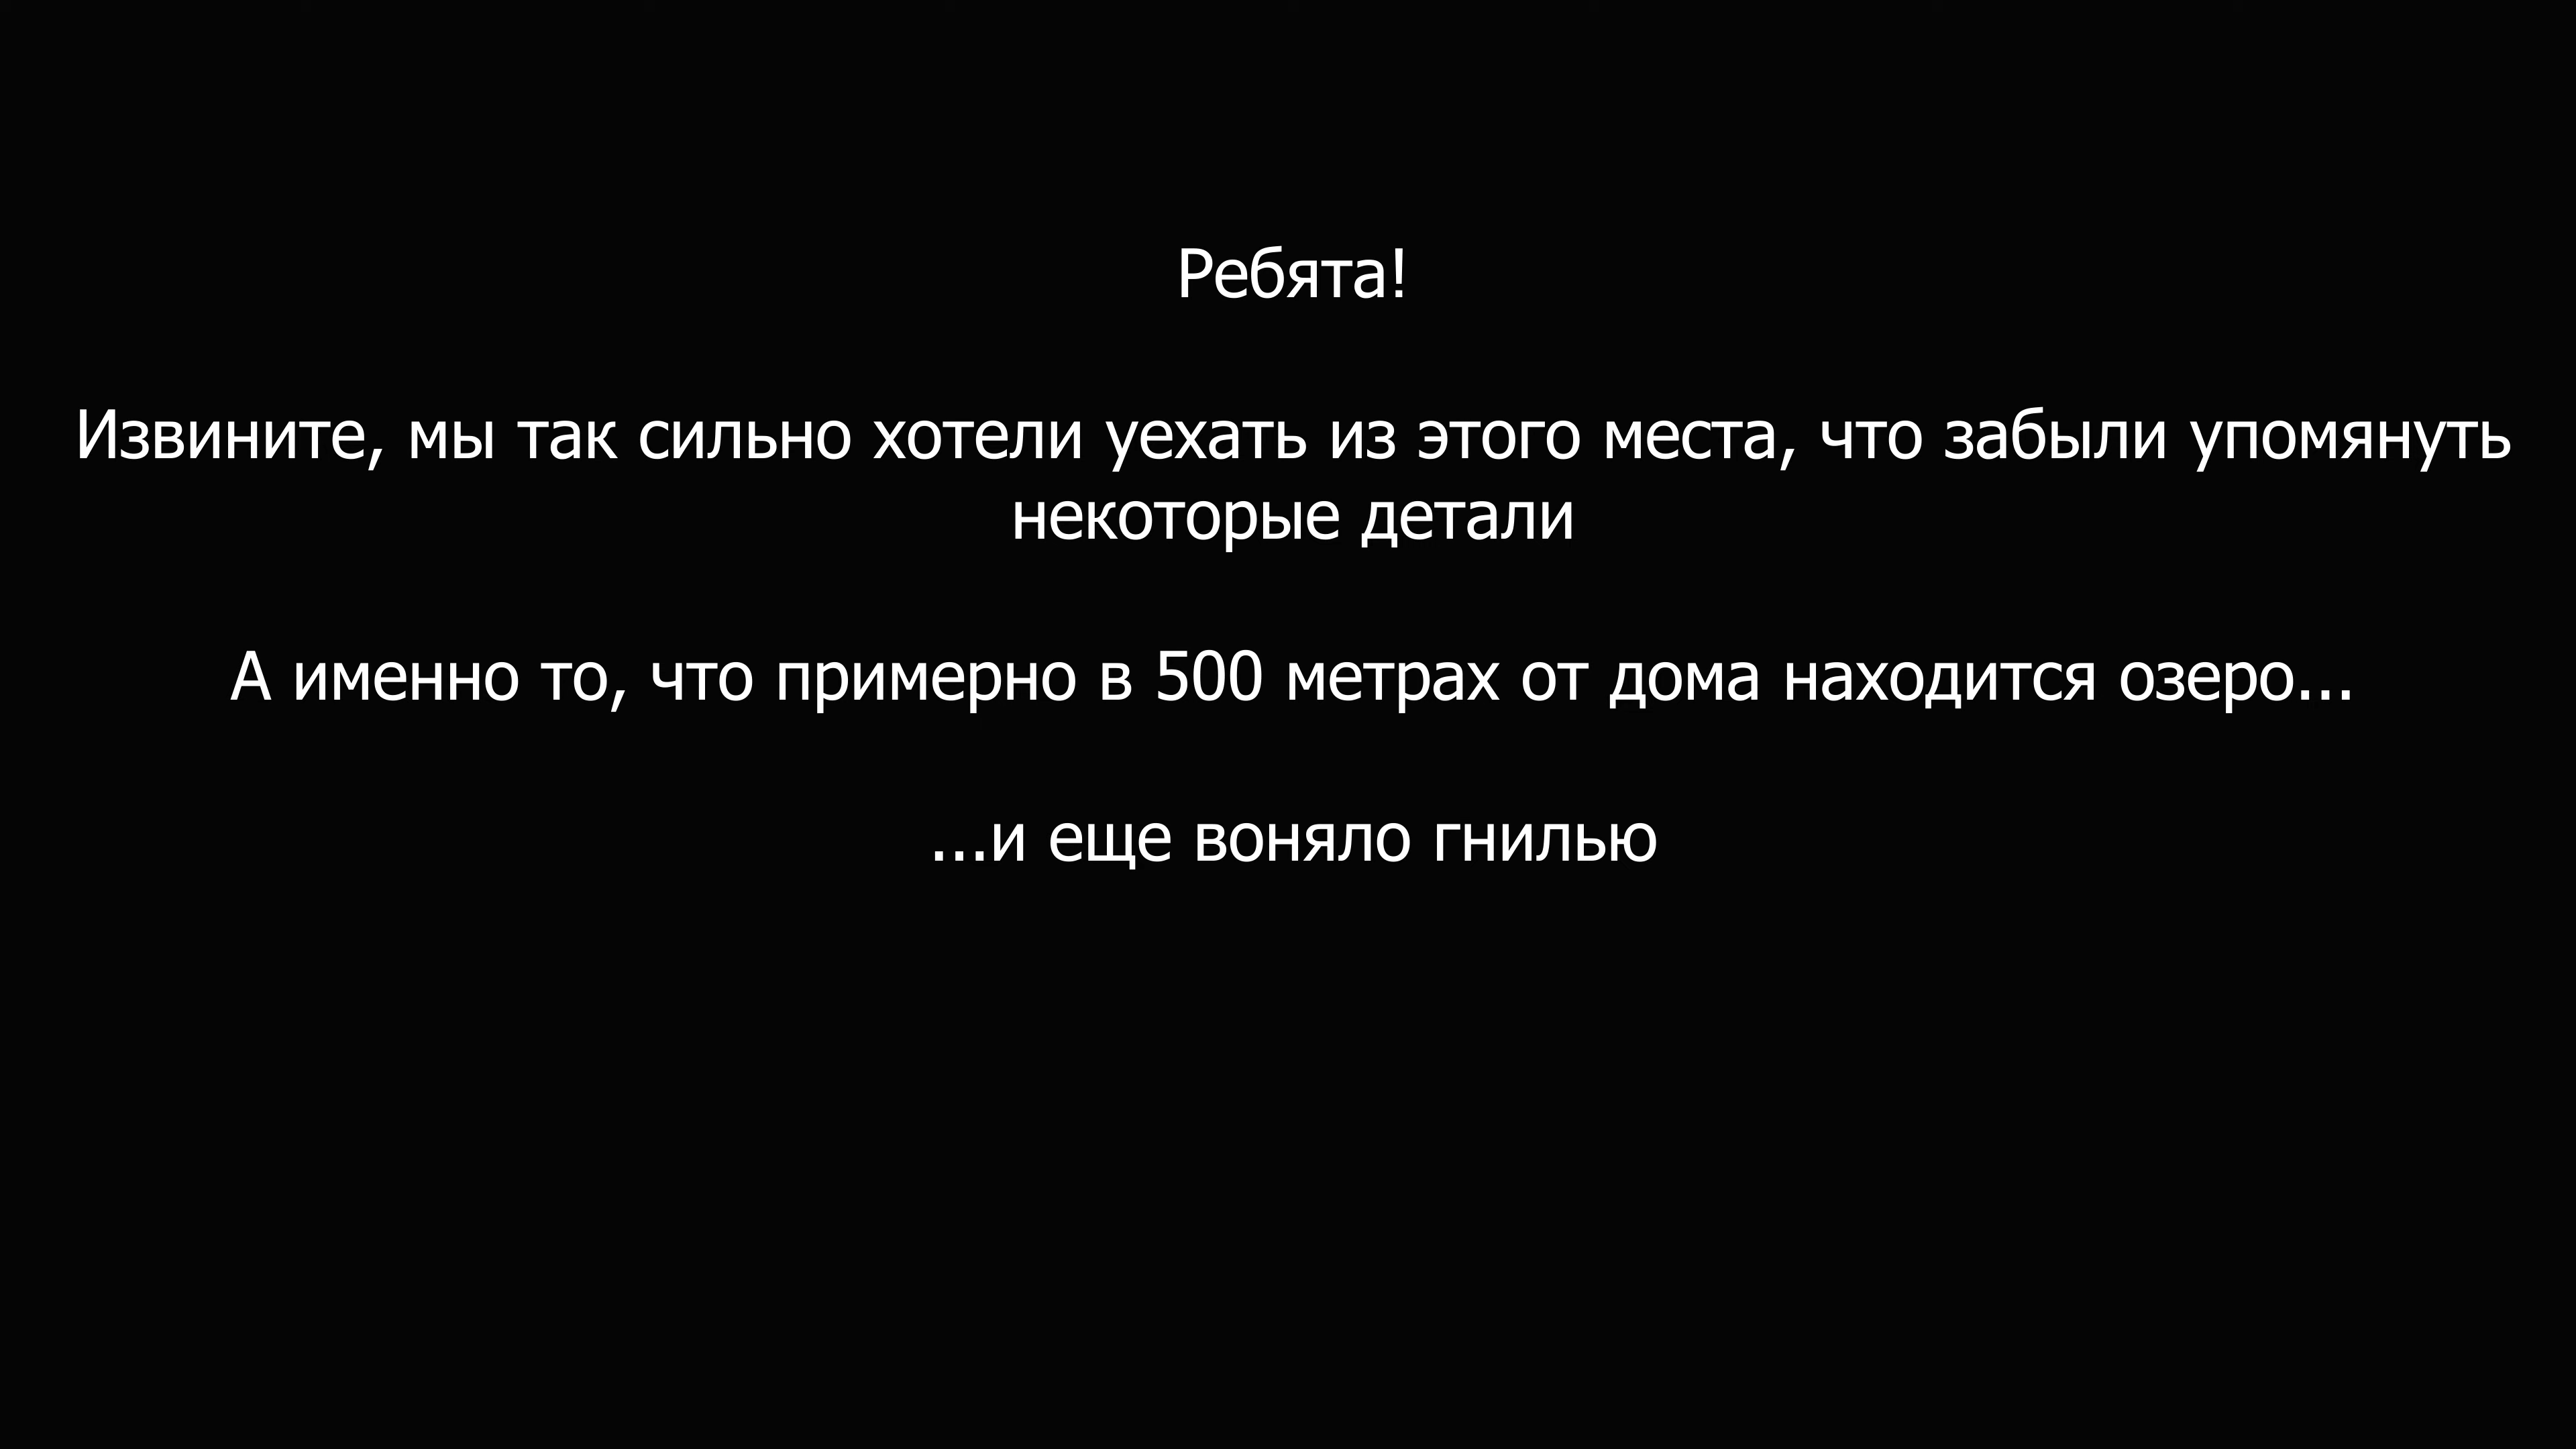 Ребята!
Извините, мы так сильно хотели уехать из этого места, что забыли упомянуть
некоторые детали
А именно то, что примерно в 500 метрах от дома находится озеро...
...и еще воняло гнилью